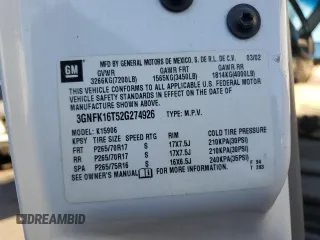 GM
MFD BY GENERAL MOTORS DE MEXICO, S. DE R.L. DE C.V. 03/02
GVWR GAWR FRT GAWR RR
3266KG(7200LB) 1565KG(3450LB) 1814KG(4000LB)
THIS VEHICLE CONFORMS TO ALL APPLICABLE U.S. FEDERAL
MOTOR VEHICLE SAFETY STANDARDS IN EFFECT ON THE DATE
OF MANUFACTURE SHOWN ABOVE.
3GNFK16T52G274926 TYPE: M.P.V.
MODEL: K15906
KPSY TIRE SIZE SPEED RTG RIM COLD TIRE PRESSURE
FRT P265/70R17 S 17X7.5J 210KPA(30PSI)
RR P265/70R17 S 17X7.5J 210KPA(30PSI)
SPA P265/75R16 S 16X6.5J 240KPA(35PSI)
SEE OWNER'S MANUAL FOR ADDITIONAL INFORMATION
DREAMBID